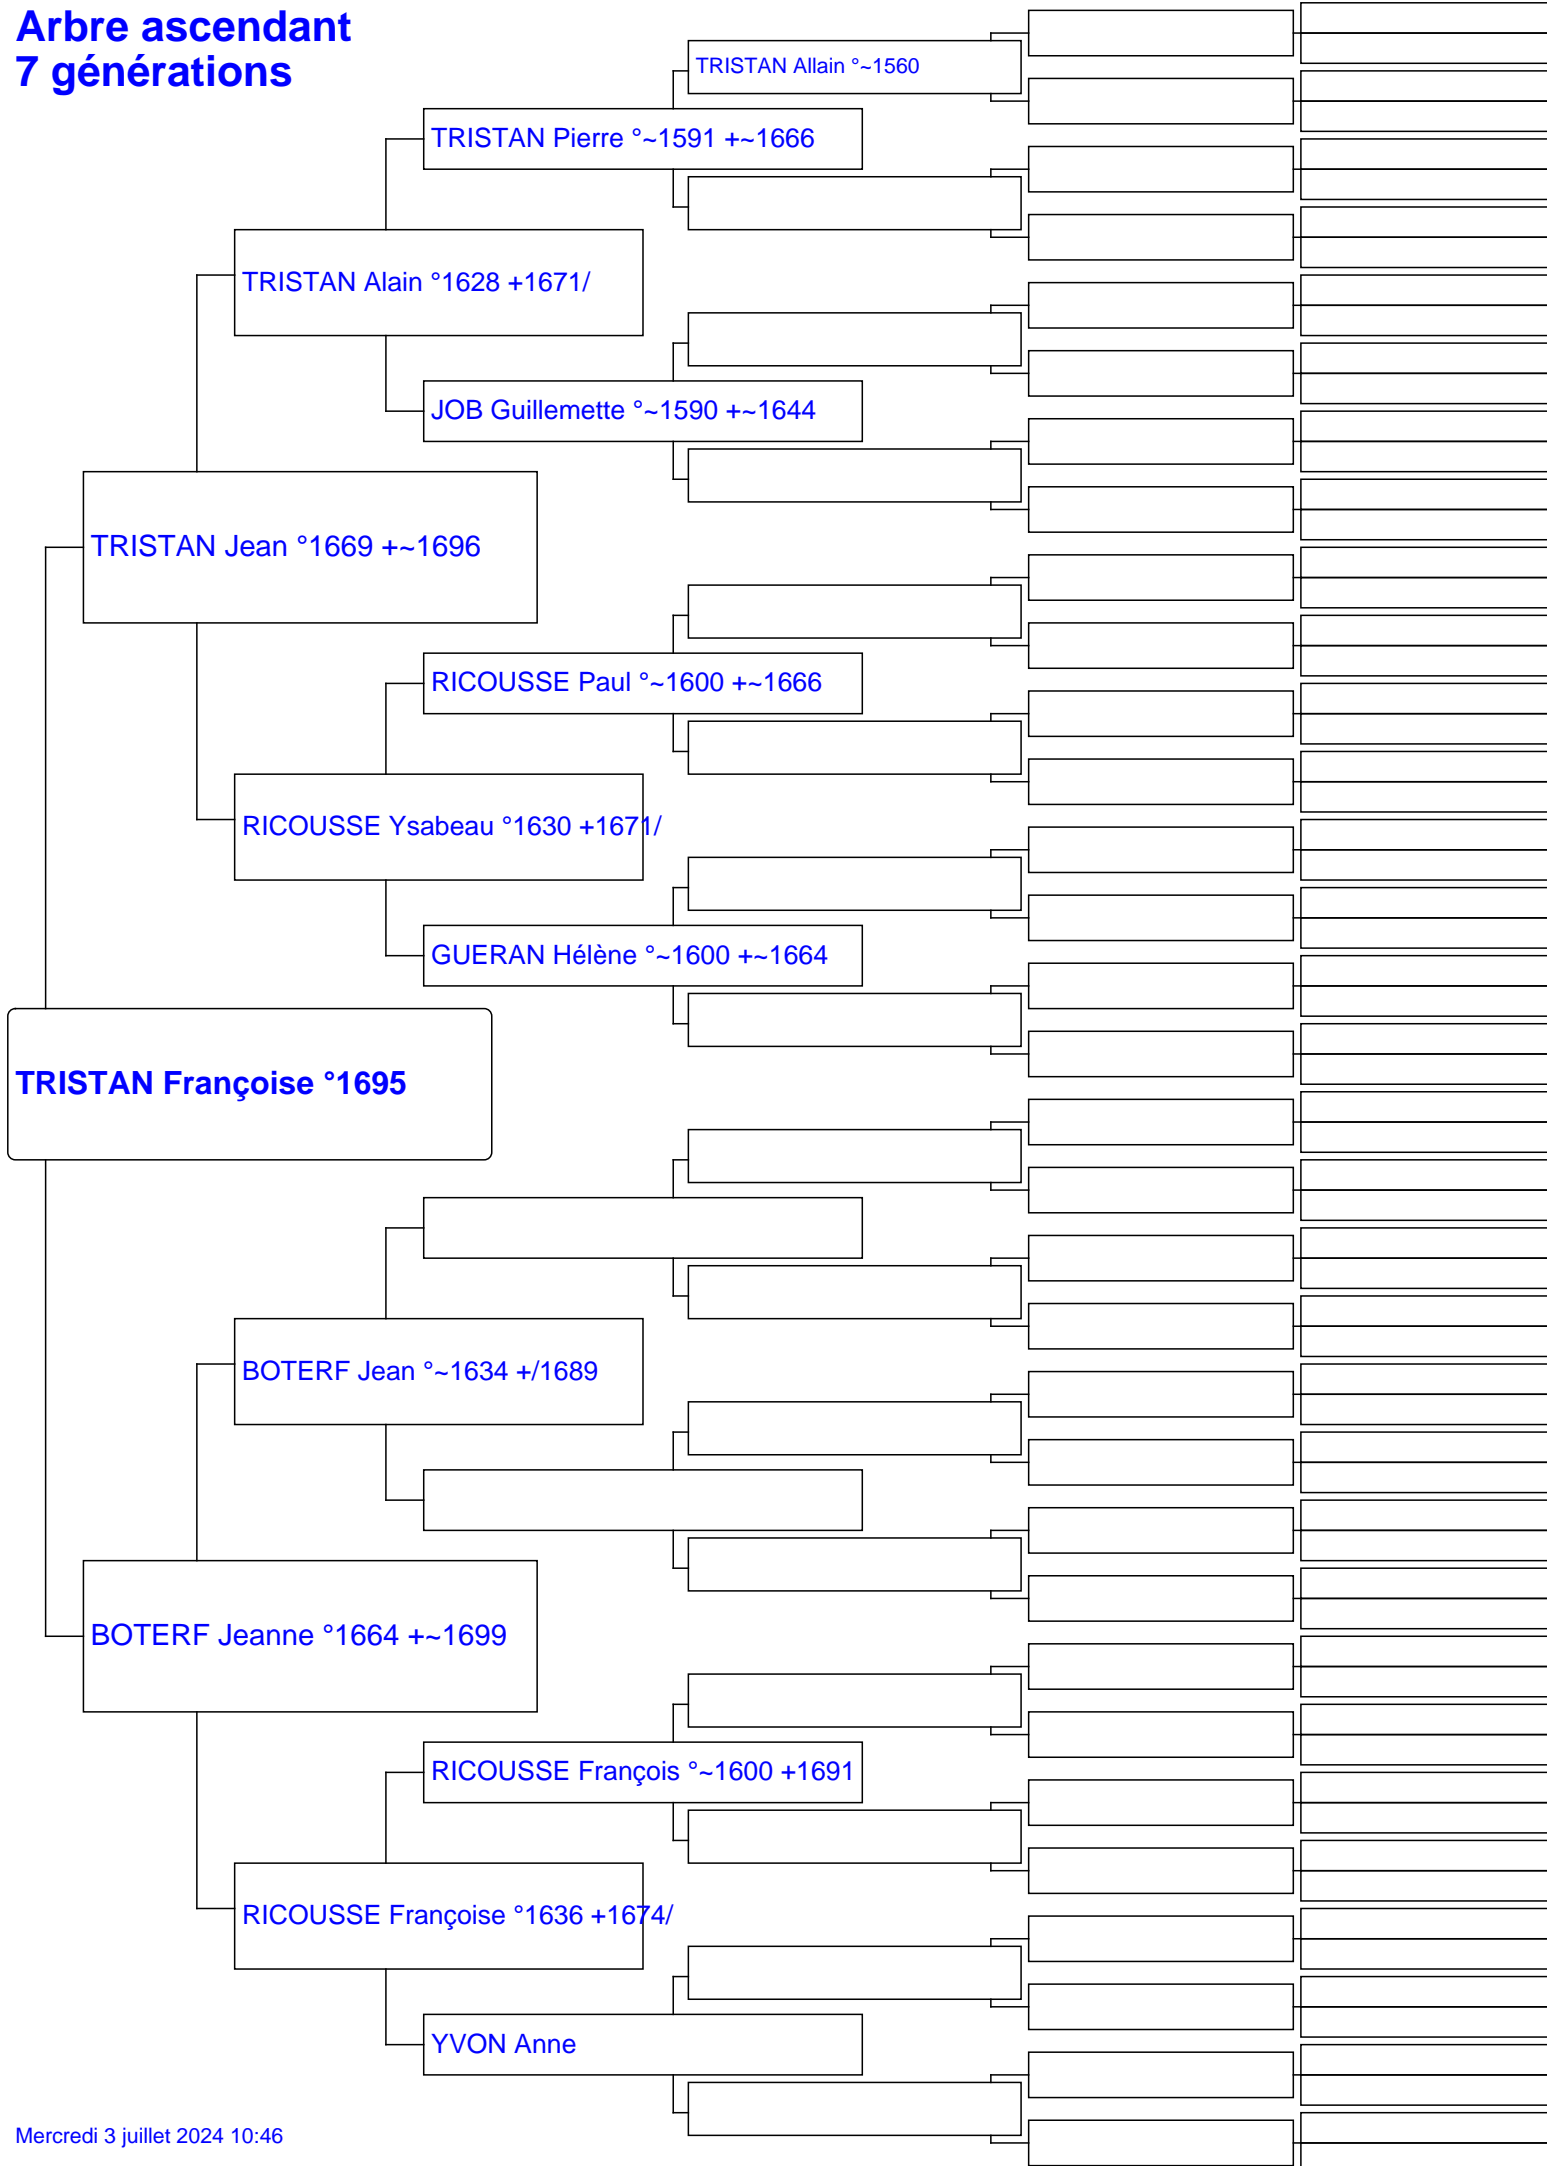 Arbre ascendant
7 générations
TRISTAN Allain °~1560
TRISTAN Pierre °~1591 +~1666
TRISTAN Alain °1628 +1671/
JOB Guillemette °~1590 +~1644
TRISTAN Jean °1669 +~1696
RICOUSSE Paul °~1600 +~1666
RICOUSSE Ysabeau °1630 +1671/
GUERAN Hélène °~1600 +~1664
TRISTAN Françoise °1695
BOTERF Jean °~1634 +/1689
BOTERF Jeanne °1664 +~1699
RICOUSSE François °~1600 +1691
RICOUSSE Françoise °1636 +1674/
YVON Anne
Mercredi 3 juillet 2024 10:46